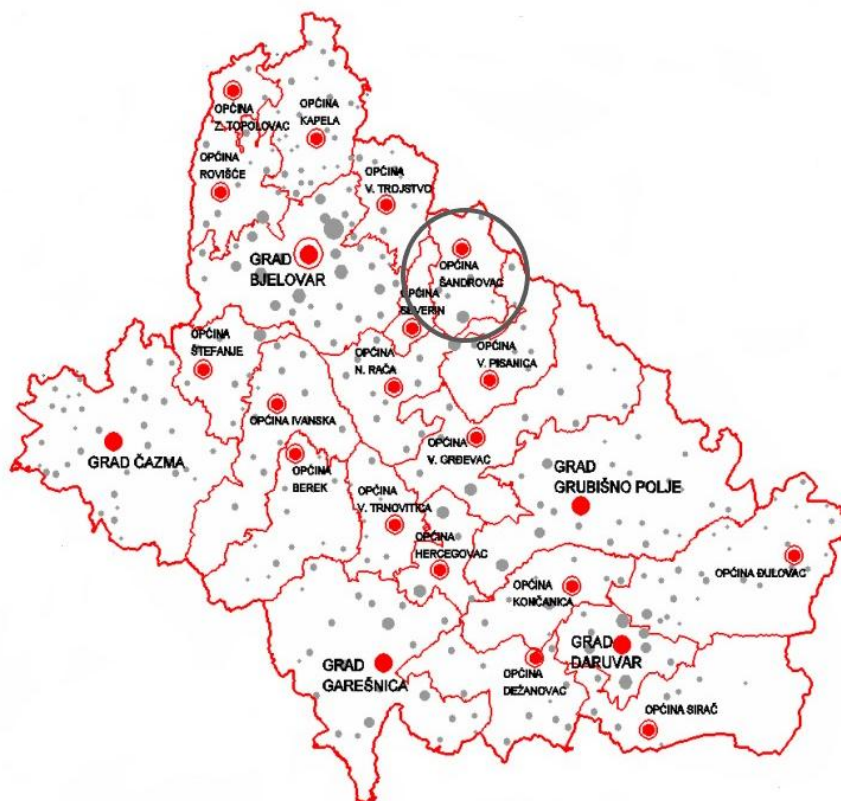 OPĆINA
Z. TOPOLOVAC
OPĆINA
KAPELA
OPĆINA
ROVIŠĆE
OPĆINA
V. TROJSTVO
GRAD
BJELOVAR
OPĆINA
ŠANDROVAC
OPĆINA
SEVERIN
OPĆINA
ŠTEFANJE
OPĆINA
N. RAČA
OPĆINA
V. PISANICA
OPĆINA IVANSKA
GRAD ČAZMA
OPĆINA
BEREK
OPĆINA
V. GRĐEVAC
GRAD
GRUBIŠNO POLJE
OPĆINA
V. TRNOVITICA
OPĆINA
HERCEGOVAC
OPĆINA
KONČANICA
OPĆINA ĐULOVAC
GRAD
GAREŠNICA
OPĆINA
DEŽANOVAC
GRAD
DARUVAR
OPĆINA SIRAČ